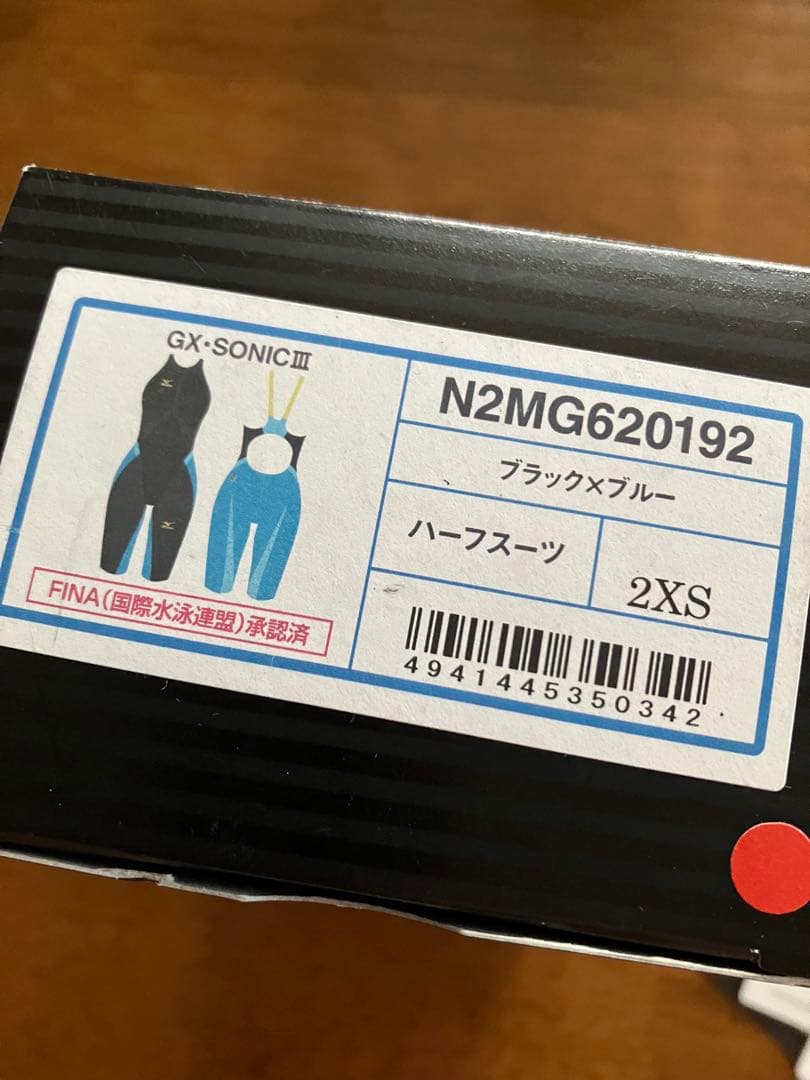 GX・SONICⅢ
FINA(国際水泳連盟)承認済
N2MG620192
ブラック×ブルー
ハーフスーツ
2XS
4941445350342